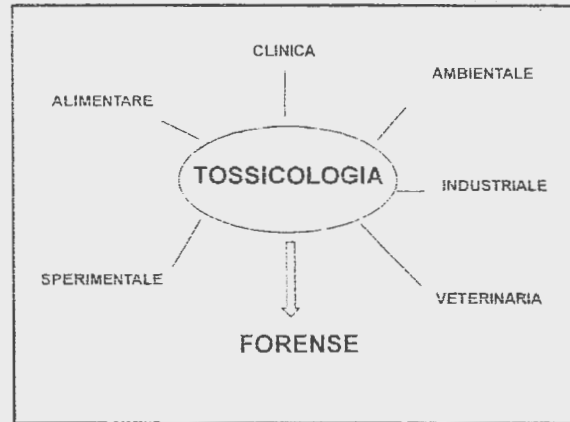 CLINICA
AMBIENTALE
ALIMENTARE
TOSSICOLOGIA
INDUSTRIALE
SPERIMENTALE
VETERINARIA
FORENSE